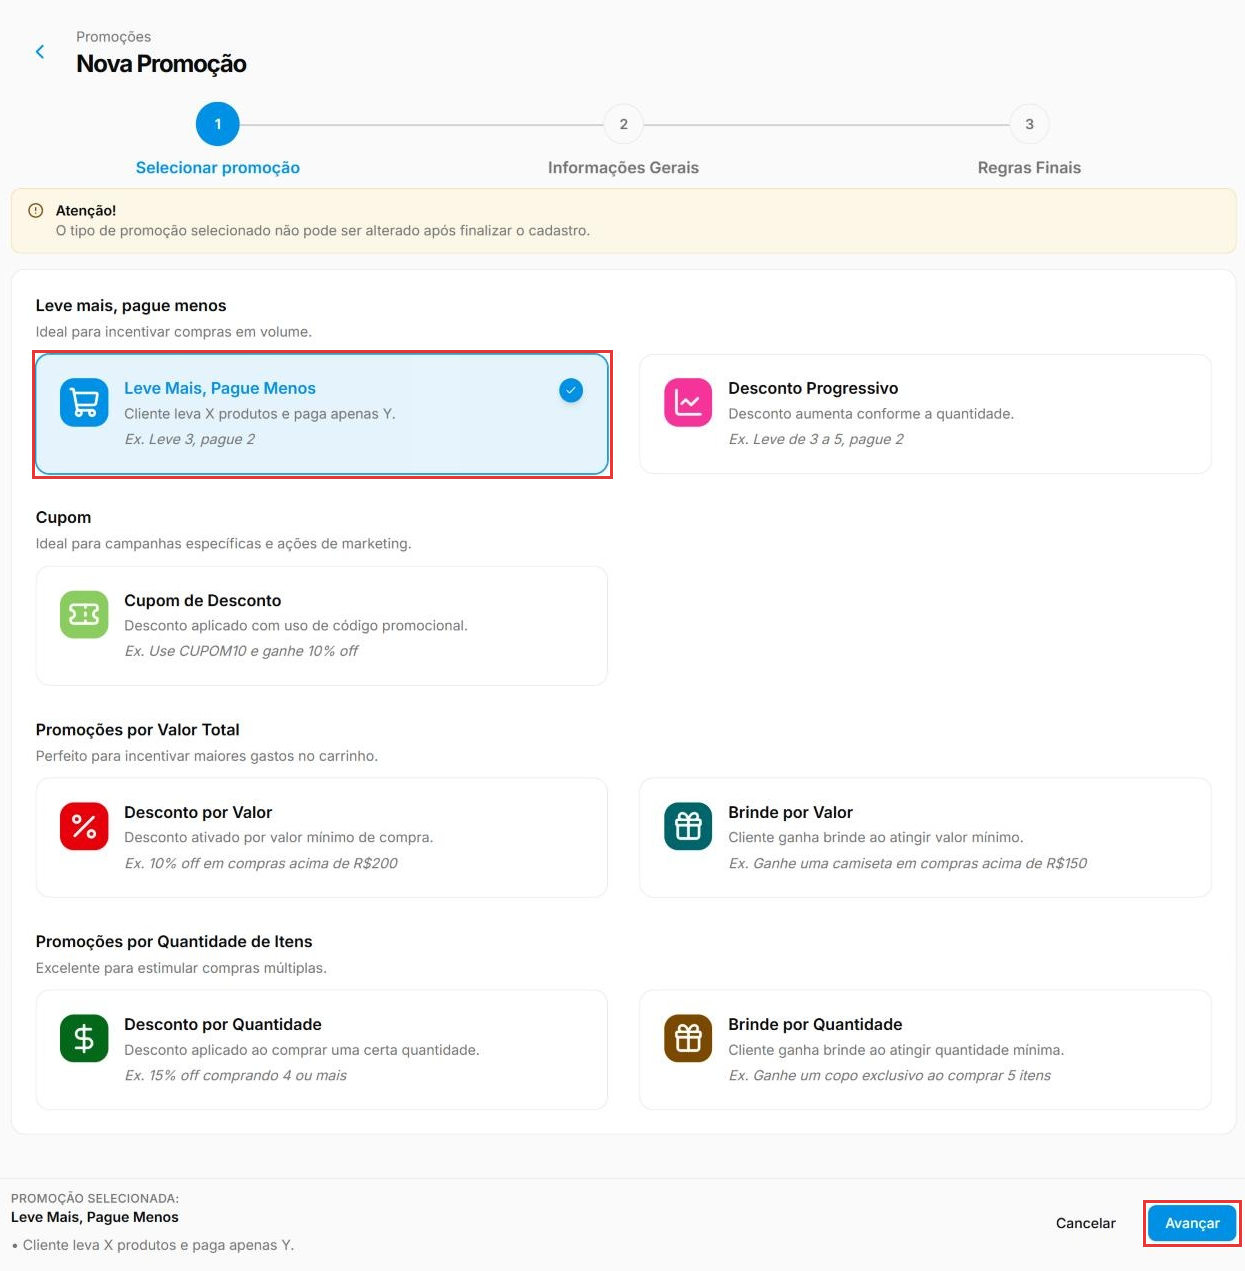 Promoções
Nova Promoção
1
2
3
Selecionar promoção
Informações Gerais
Regras Finais
Atenção!
O tipo de promoção selecionado não pode ser alterado após finalizar o cadastro.
Leve mais, pague menos
Ideal para incentivar compras em volume.
Leve Mais, Pague Menos
Cliente leva X produtos e paga apenas Y.
Ex. Leve 3, pague 2
Desconto Progressivo
Desconto aumenta conforme a quantidade.
Ex. Leve de 3 a 5, pague 2
Cupom
Ideal para campanhas específicas e ações de marketing.
Cupom de Desconto
Desconto aplicado com uso de código promocional.
Ex. Use CUPOM10 e ganhe 10% off
Promoções por Valor Total
Perfeito para incentivar maiores gastos no carrinho.
Desconto por Valor
Desconto ativado por valor mínimo de compra.
Ex. 10% off em compras acima de R$200
Brinde por Valor
Cliente ganha brinde ao atingir valor mínimo.
Ex. Ganhe uma camiseta em compras acima de R$150
Promoções por Quantidade de Itens
Excelente para estimular compras múltiplas.
Desconto por Quantidade
Desconto aplicado ao comprar uma certa quantidade.
Ex. 15% off comprando 4 ou mais
Brinde por Quantidade
Cliente ganha brinde ao atingir quantidade mínima.
Ex. Ganhe um copo exclusivo ao comprar 5 itens
PROMOÇÃO SELECIONADA:
Leve Mais, Pague Menos
• Cliente leva X produtos e paga apenas Y.
Cancelar
Avançar